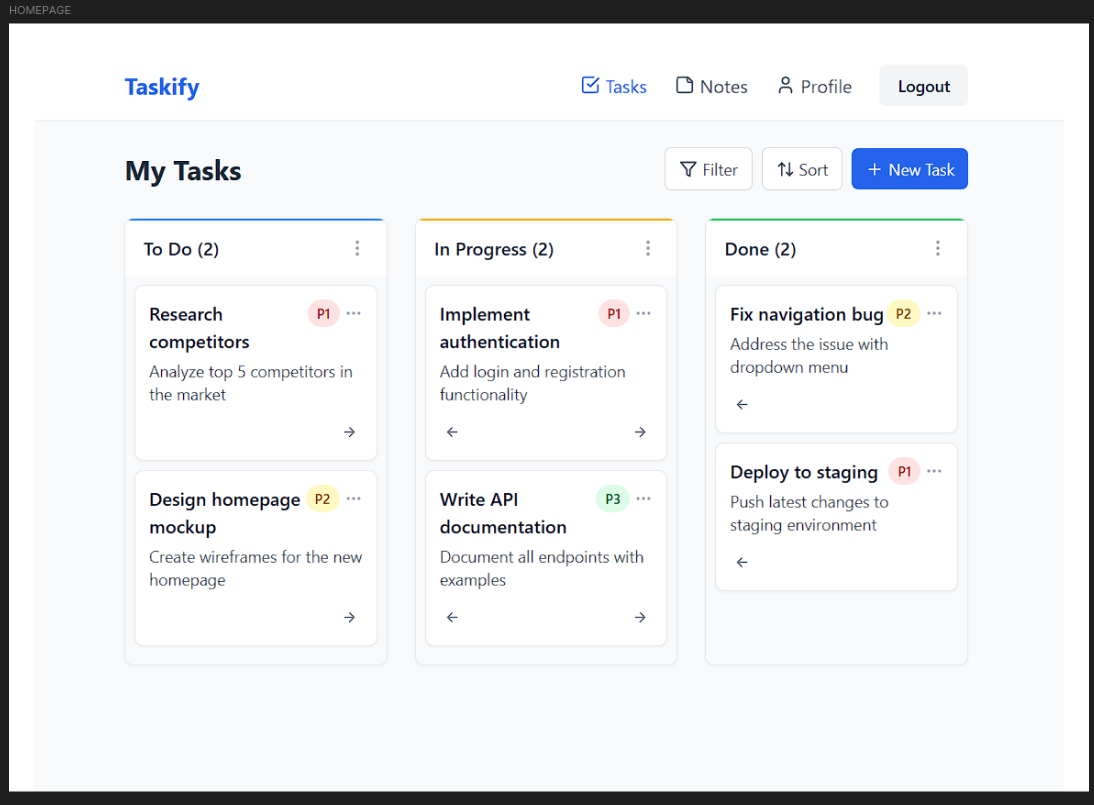 HOMEPAGE
Taskify
Tasks
Notes
Profile
Logout
My Tasks
Filter
Sort
+ New Task
To Do (2)
Research
competitors
P1
Analyze top 5 competitors in
the market
Design homepage
mockup
P2
Create wireframes for the new
homepage
In Progress (2)
Implement
authentication
P1
Add login and registration
functionality
Write API
documentation
P3
Document all endpoints with
examples
Done (2)
Fix navigation bug
P2
Address the issue with
dropdown menu
Deploy to staging
P1
Push latest changes to
staging environment